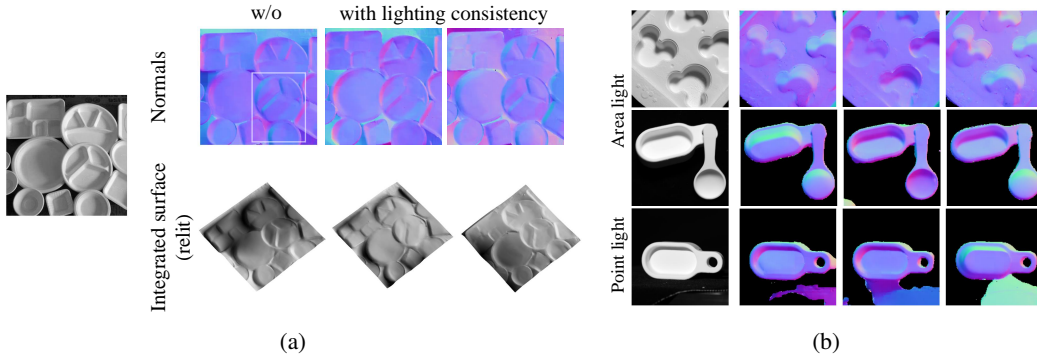 w/o
with lighting consistency
Normals
Integrated surface
(relit)
(a)
Area light
Point light
(b)